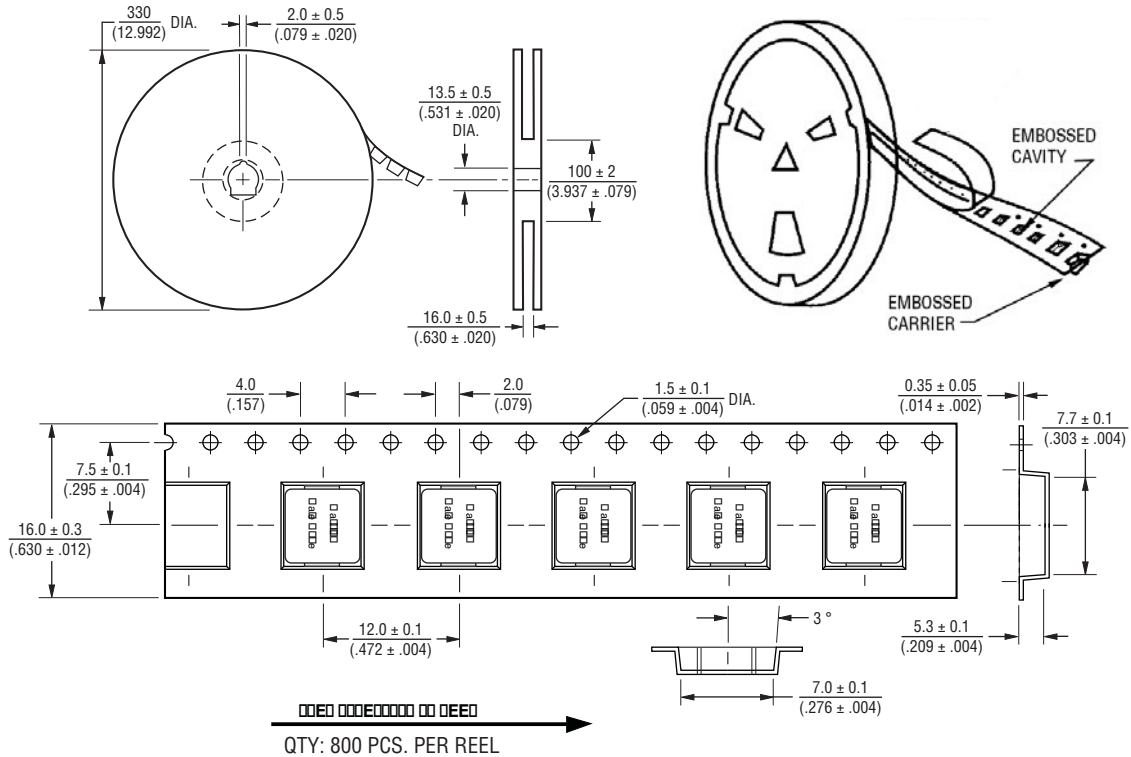 330
(12.992)
DIA.
2.0 ± 0.5
(.079 ± .020)
13.5 ± 0.5
(.531 ± .020)
DIA.
100 ± 2
(3.937 ± .079)
16.0 ± 0.5
(.630 ± .020)
EMBOSSED
CAVITY
EMBOSSED
CARRIER
4.0
(.157)
2.0
(.079)
1.5 ± 0.1
(.059 ± .004)
DIA.
0.35 ± 0.05
(.014 ± .002)
7.7 ± 0.1
(.303 ± .004)
7.5 ± 0.1
(.295 ± .004)
16.0 ± 0.3
(.630 ± .012)
12.0 ± 0.1
(.472 ± .004)
3 °
5.3 ± 0.1
(.209 ± .004)
7.0 ± 0.1
(.276 ± .004)
QTY: 800 PCS. PER REEL